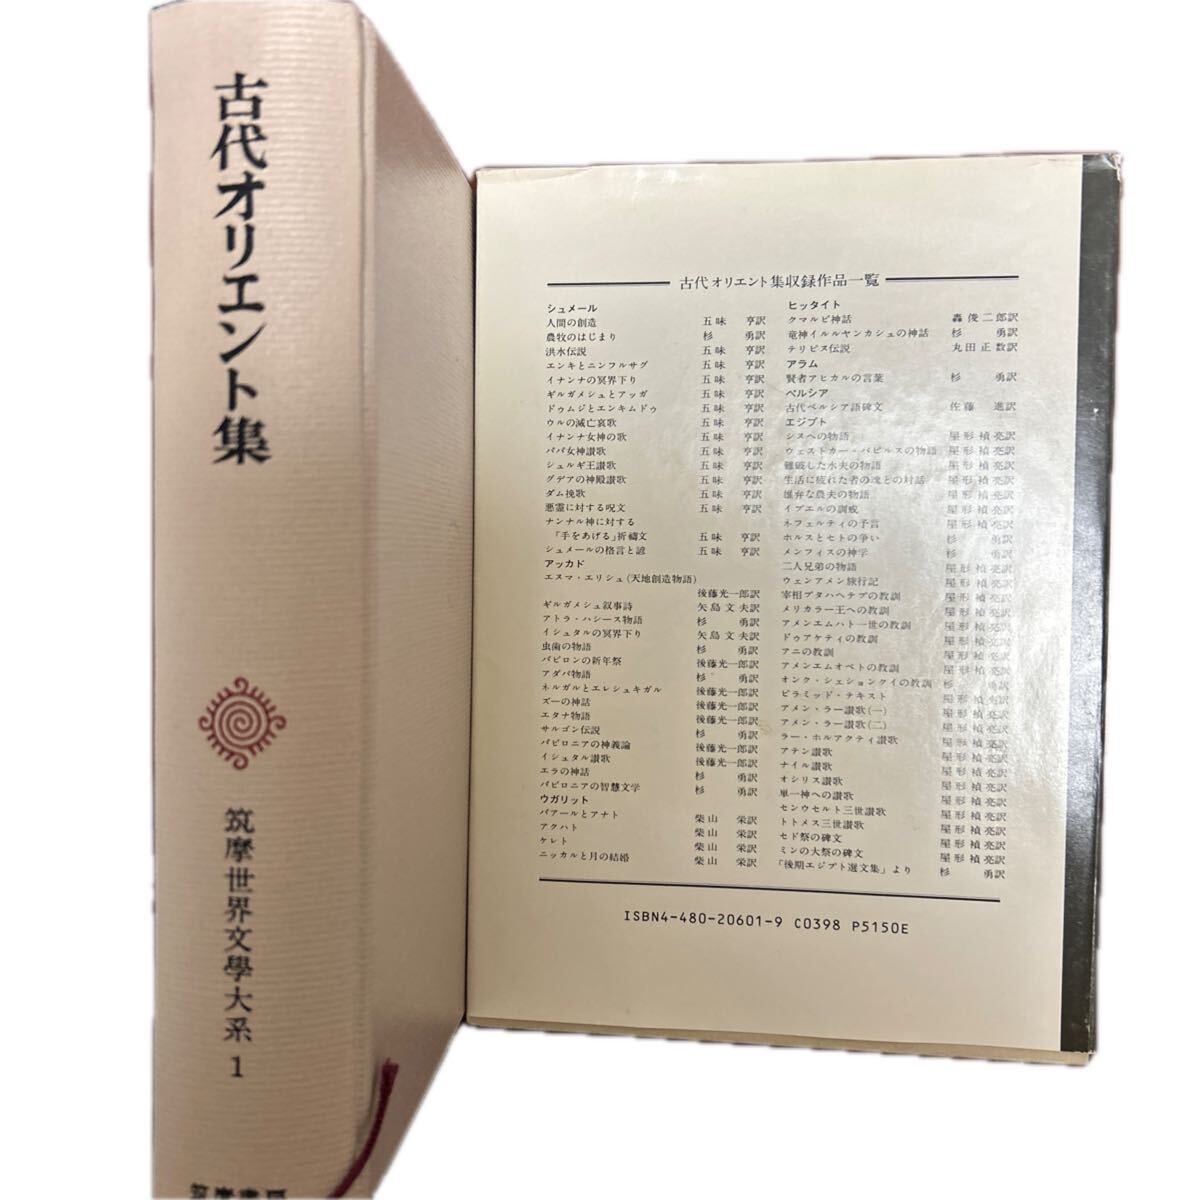 古代オリエント集
筑摩世界文學大系 1
筑摩書房
古代オリエント集収録作品一覧
シュメール
人間の創造 五味 亨訳
農牧のはじまり 杉 勇訳
洪水伝説 五味 亨訳
エンキとニンフルサグ 五味 亨訳
イナンナの冥界下り 五味 亨訳
ギルガメシュとアッガ 五味 亨訳
ドゥムジとエンキムドゥ 五味 亨訳
ウルの滅亡哀歌 五味 亨訳
イナンナ女神の歌 五味 亨訳
ババ女神讃歌 五味 亨訳
シュルギ王讃歌 五味 亨訳
グデアの神殿讃歌 五味 亨訳
ダム挽歌 五味 亨訳
悪霊に対する呪文 五味 亨訳
ナンナル神に対する
「手をあげる」祈禱文 五味 亨訳
シュメールの格言と諺 五味 亨訳
アッカド
エヌマ・エリシュ(天地創造物語)
後藤光一郎訳
ギルガメシュ叙事詩 矢島文夫訳
アトラ・ハシース物語 杉 勇訳
イシュタルの冥界下り 矢島文夫訳
虫歯の物語 杉 勇訳
バビロンの新年祭 後藤光一郎訳
アダパ物語 杉 勇訳
ネルガルとエレシュキガル 後藤光一郎訳
ズーの神話 後藤光一郎訳
エタナ物語 後藤光一郎訳
サルゴン伝説 杉 勇訳
バビロニアの神義論 後藤光一郎訳
イシュタル讃歌 後藤光一郎訳
エラの神話 杉 勇訳
バビロニアの智慧文学 杉 勇訳
ウガリット
バアールとアナト 柴山 栄訳
アクハト 柴山 栄訳
ケレト 柴山 栄訳
ニッカルと月の結婚 柴山 栄訳
ヒッタイト
クマルビ神話 轟俊二郎訳
竜神イルルヤンカシュの神話 杉 勇訳
テリピヌ伝説 丸田正数訳
アラム
賢者アヒカルの言葉 杉 勇訳
ペルシア
古代ペルシア語碑文 佐藤 進訳
エジプト
シヌヘの物語 屋形禎亮訳
ウェストカー・パピルスの物語 屋形禎亮訳
難破した水夫の物語 屋形禎亮訳
生活に疲れた者の魂との対話 屋形禎亮訳
雄弁な農夫の物語 屋形禎亮訳
イプエルの訓戒 屋形禎亮訳
ネフェルティの予言 屋形禎亮訳
ホルスとセトの争い 杉 勇訳
メンフィスの神学 杉 勇訳
二人兄弟の物語 屋形禎亮訳
ウェンアメン旅行記 屋形禎亮訳
宰相プタハヘテプの教訓 屋形禎亮訳
メリカラー王への教訓 屋形禎亮訳
アメンエムハト一世の教訓 屋形禎亮訳
ドゥアケティの教訓 屋形禎亮訳
アニの教訓 屋形禎亮訳
アメンエムオペトの教訓 屋形禎亮訳
オンク・シェションクイの教訓 杉 勇訳
ピラミッド・テキスト 屋形禎亮訳
アメン・ラー讃歌(一) 屋形禎亮訳
アメン・ラー讃歌(二) 屋形禎亮訳
ラー・ホルアクティ讃歌 屋形禎亮訳
アテン讃歌 屋形禎亮訳
ナイル讃歌 屋形禎亮訳
オシリス讃歌 屋形禎亮訳
単一神への讃歌 屋形禎亮訳
センウセルト三世讃歌 屋形禎亮訳
トトメス三世讃歌 屋形禎亮訳
セド祭の碑文 屋形禎亮訳
ミンの大祭の碑文 屋形禎亮訳
「後期エジプト選文集」より 杉 勇訳
ISBN4-480-20601-9 C0398 P5150E